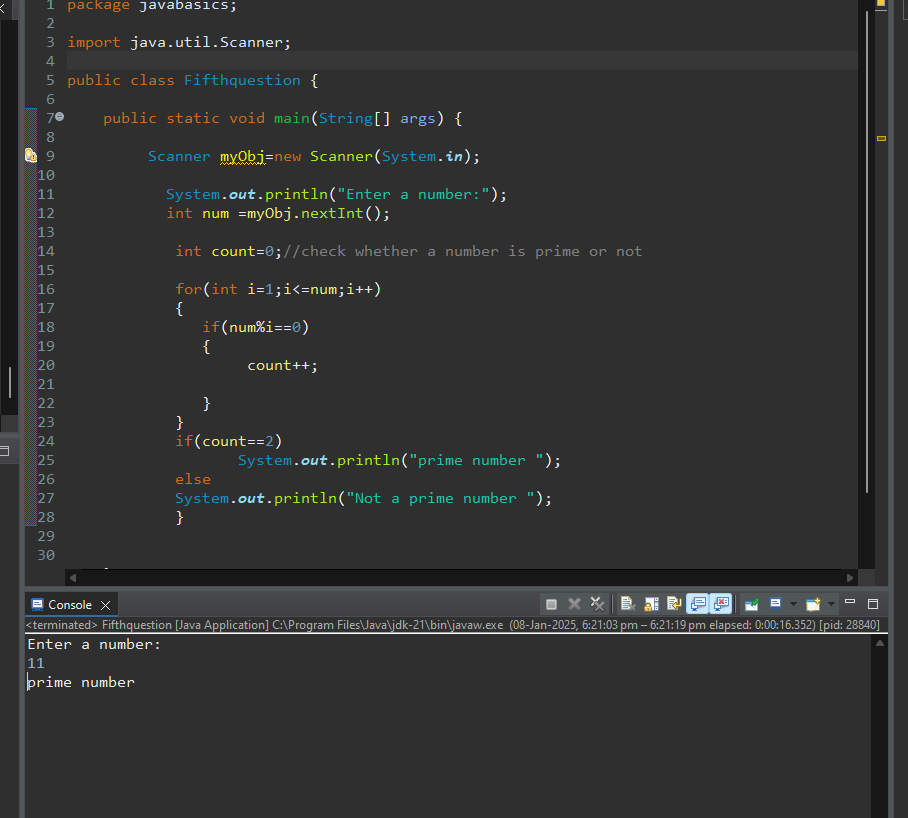 1 package javabasics;
2
3 import java.util.Scanner;
4
5 public class Fifthquestion {
6
7 public static void main(String[] args) {
8
9 Scanner myObj=new Scanner(System.in);
10
11 System.out.println("Enter a number:");
12 int num =myObj.nextInt();
13
14 int count=0;//check whether a number is prime or not
15
16 for(int i=1;i<=num;i++)
17 {
18 if(num%i==0)
19 {
20 count++;
21
22 }
23 }
24 if(count==2)
25 System.out.println("prime number ");
26 else
27 System.out.println("Not a prime number ");
28 }
29
30
Console
<terminated> Fifthquestion [Java Application] C:\Program Files\Java\jdk-21\bin\javaw.exe (08-Jan-2025, 6:21:03 pm – 6:21:19 pm elapsed: 0:00:16.352) [pid: 28840]
Enter a number:
11
prime number